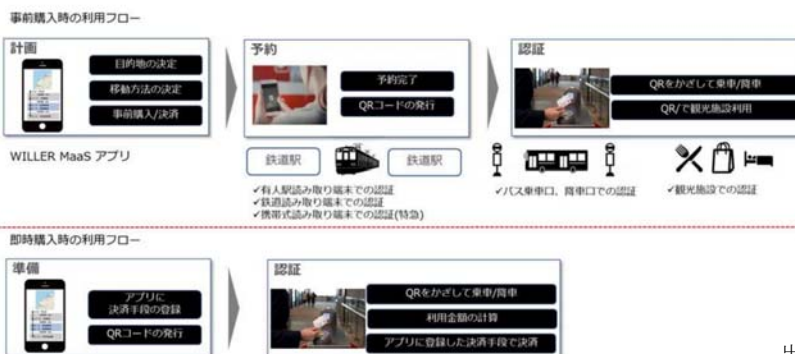 事前購入時の利用フロー
計画
目的地の決定
移動方法の決定
事前購入/決済
予約
予約完了
QRコードの発行
認証
QRをかざして乗車/降車
QR/で観光施設利用
WILLER MaaS アプリ
鉄道駅
鉄道駅
✓有人駅読み取り端末での認証
✓鉄道読み取り端末での認証
✓携帯式読み取り端末での認証(特急)
✓バス乗車口、降車口での認証
✓観光施設での認証
即時購入時の利用フロー
準備
アプリに
決済手段の登録
QRコードの発行
認証
QRをかざして乗車/降車
利用金額の計算
アプリに登録した決済手段で決済